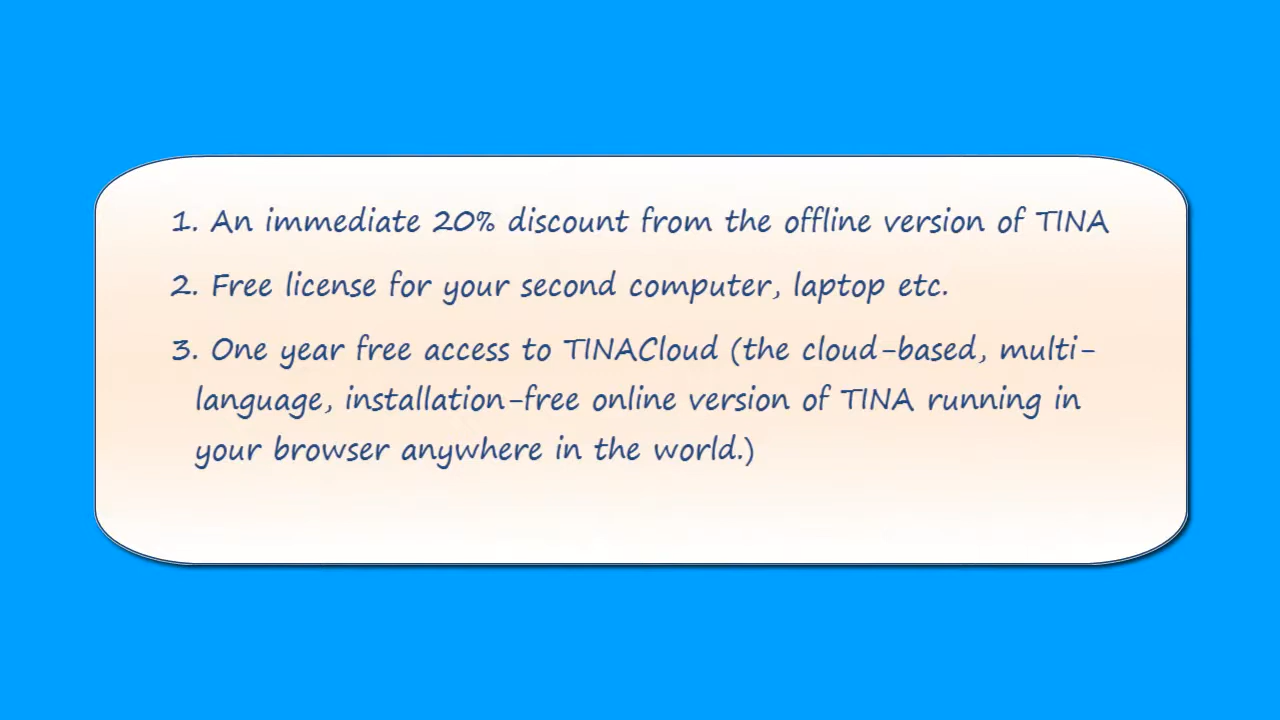 1. An immediate 20% discount from the offline version of TINA
2. Free license for your second computer, laptop etc.
3. One year free access to TINACloud (the cloud-based, multi-
language, installation-free online version of TINA running in
your browser anywhere in the world.)